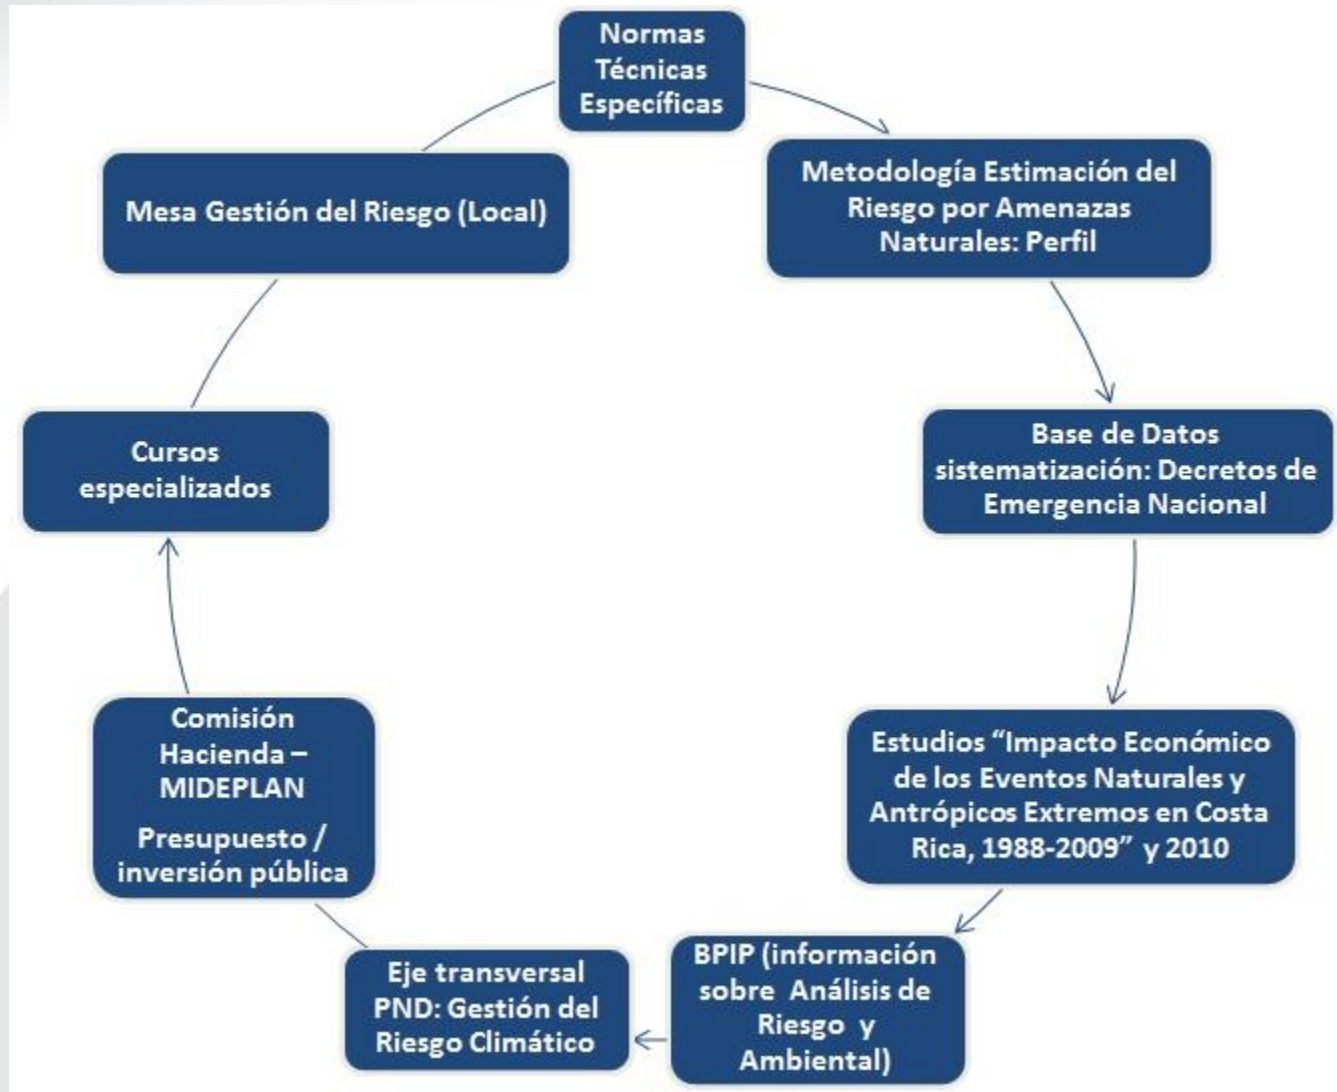 Normas
Técnicas
Específicas
Metodología Estimación del
Riesgo por Amenazas
Naturales: Perfil
Base de Datos
sistematización: Decretos de
Emergencia Nacional
Estudios “Impacto Económico
de los Eventos Naturales y
Antrópicos Extremos en Costa
Rica, 1988-2009” y 2010
BPIP (información
sobre Análisis de
Riesgo y
Ambiental)
Eje transversal
PND: Gestión del
Riesgo Climático
Comisión
Hacienda –
MIDEPLAN
Presupuesto /
inversión pública
Cursos
especializados
Mesa Gestión del Riesgo (Local)